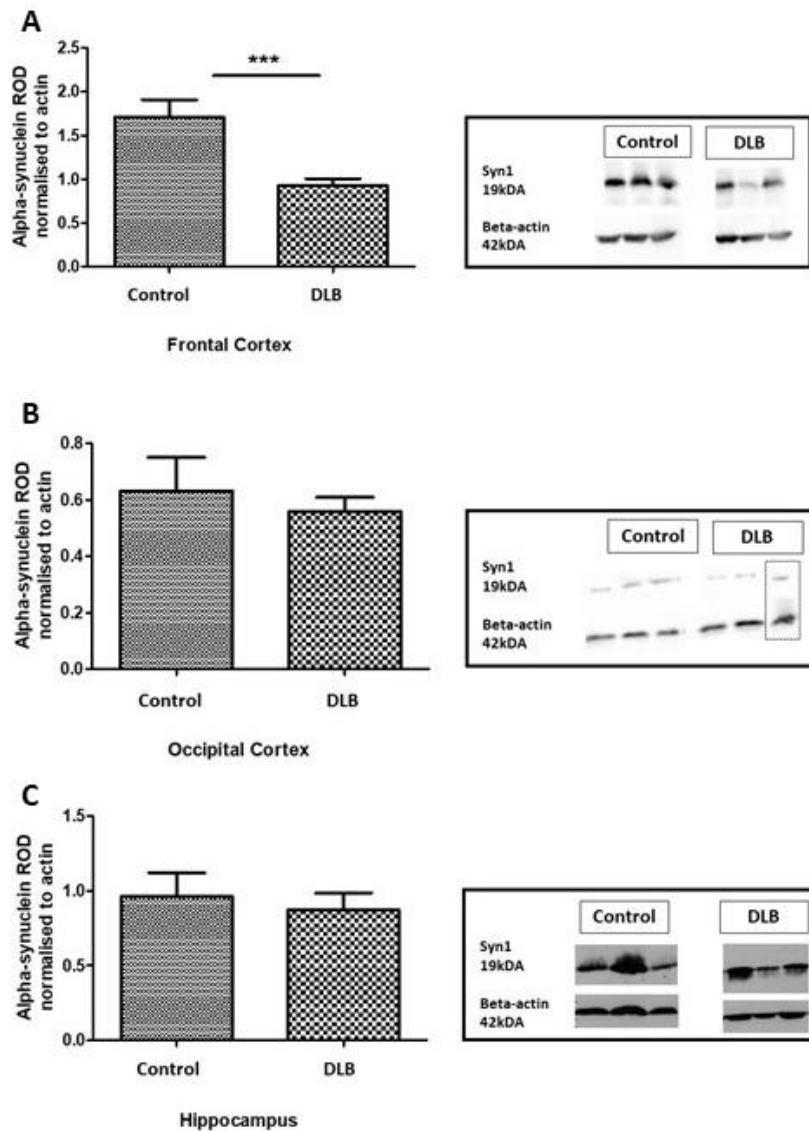 A
Alpha-synuclein ROD
normalised to actin
2.5
2.0
1.5
1.0
0.5
0.0
***
Control
DLB
Frontal Cortex
Control
DLB
Syn1
19kDA
Beta-actin
42kDA
B
Alpha-synuclein ROD
normalised to actin
0.8
0.6
0.4
0.2
0.0
Control
DLB
Occipital Cortex
Control
DLB
Syn1
19kDA
Beta-actin
42kDA
C
Alpha-synuclein ROD
normalised to actin
1.5
1.0
0.5
0.0
Control
DLB
Hippocampus
Control
DLB
Syn1
19kDA
Beta-actin
42kDA